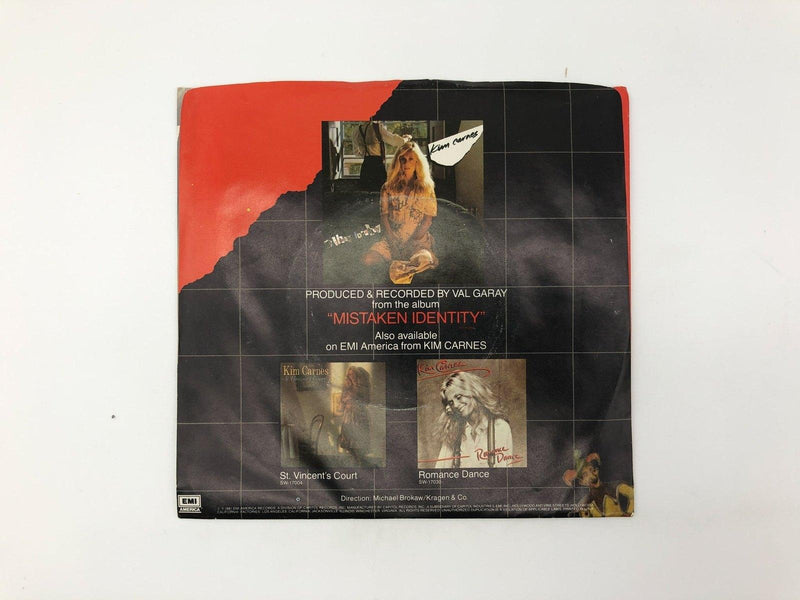 Kim Carnes
PRODUCED & RECORDED BY VAL GARAY
from the album
"MISTAKEN IDENTITY"
Also available
on EMI America from KIM CARNES
Kim Carnes
Kim Carnes
Romance
Dance
St. Vincent's Court
SW-17004
Romance Dance
SW-17030
Direction: Michael Brokaw/Kragen & Co.
EMI
AMERICA